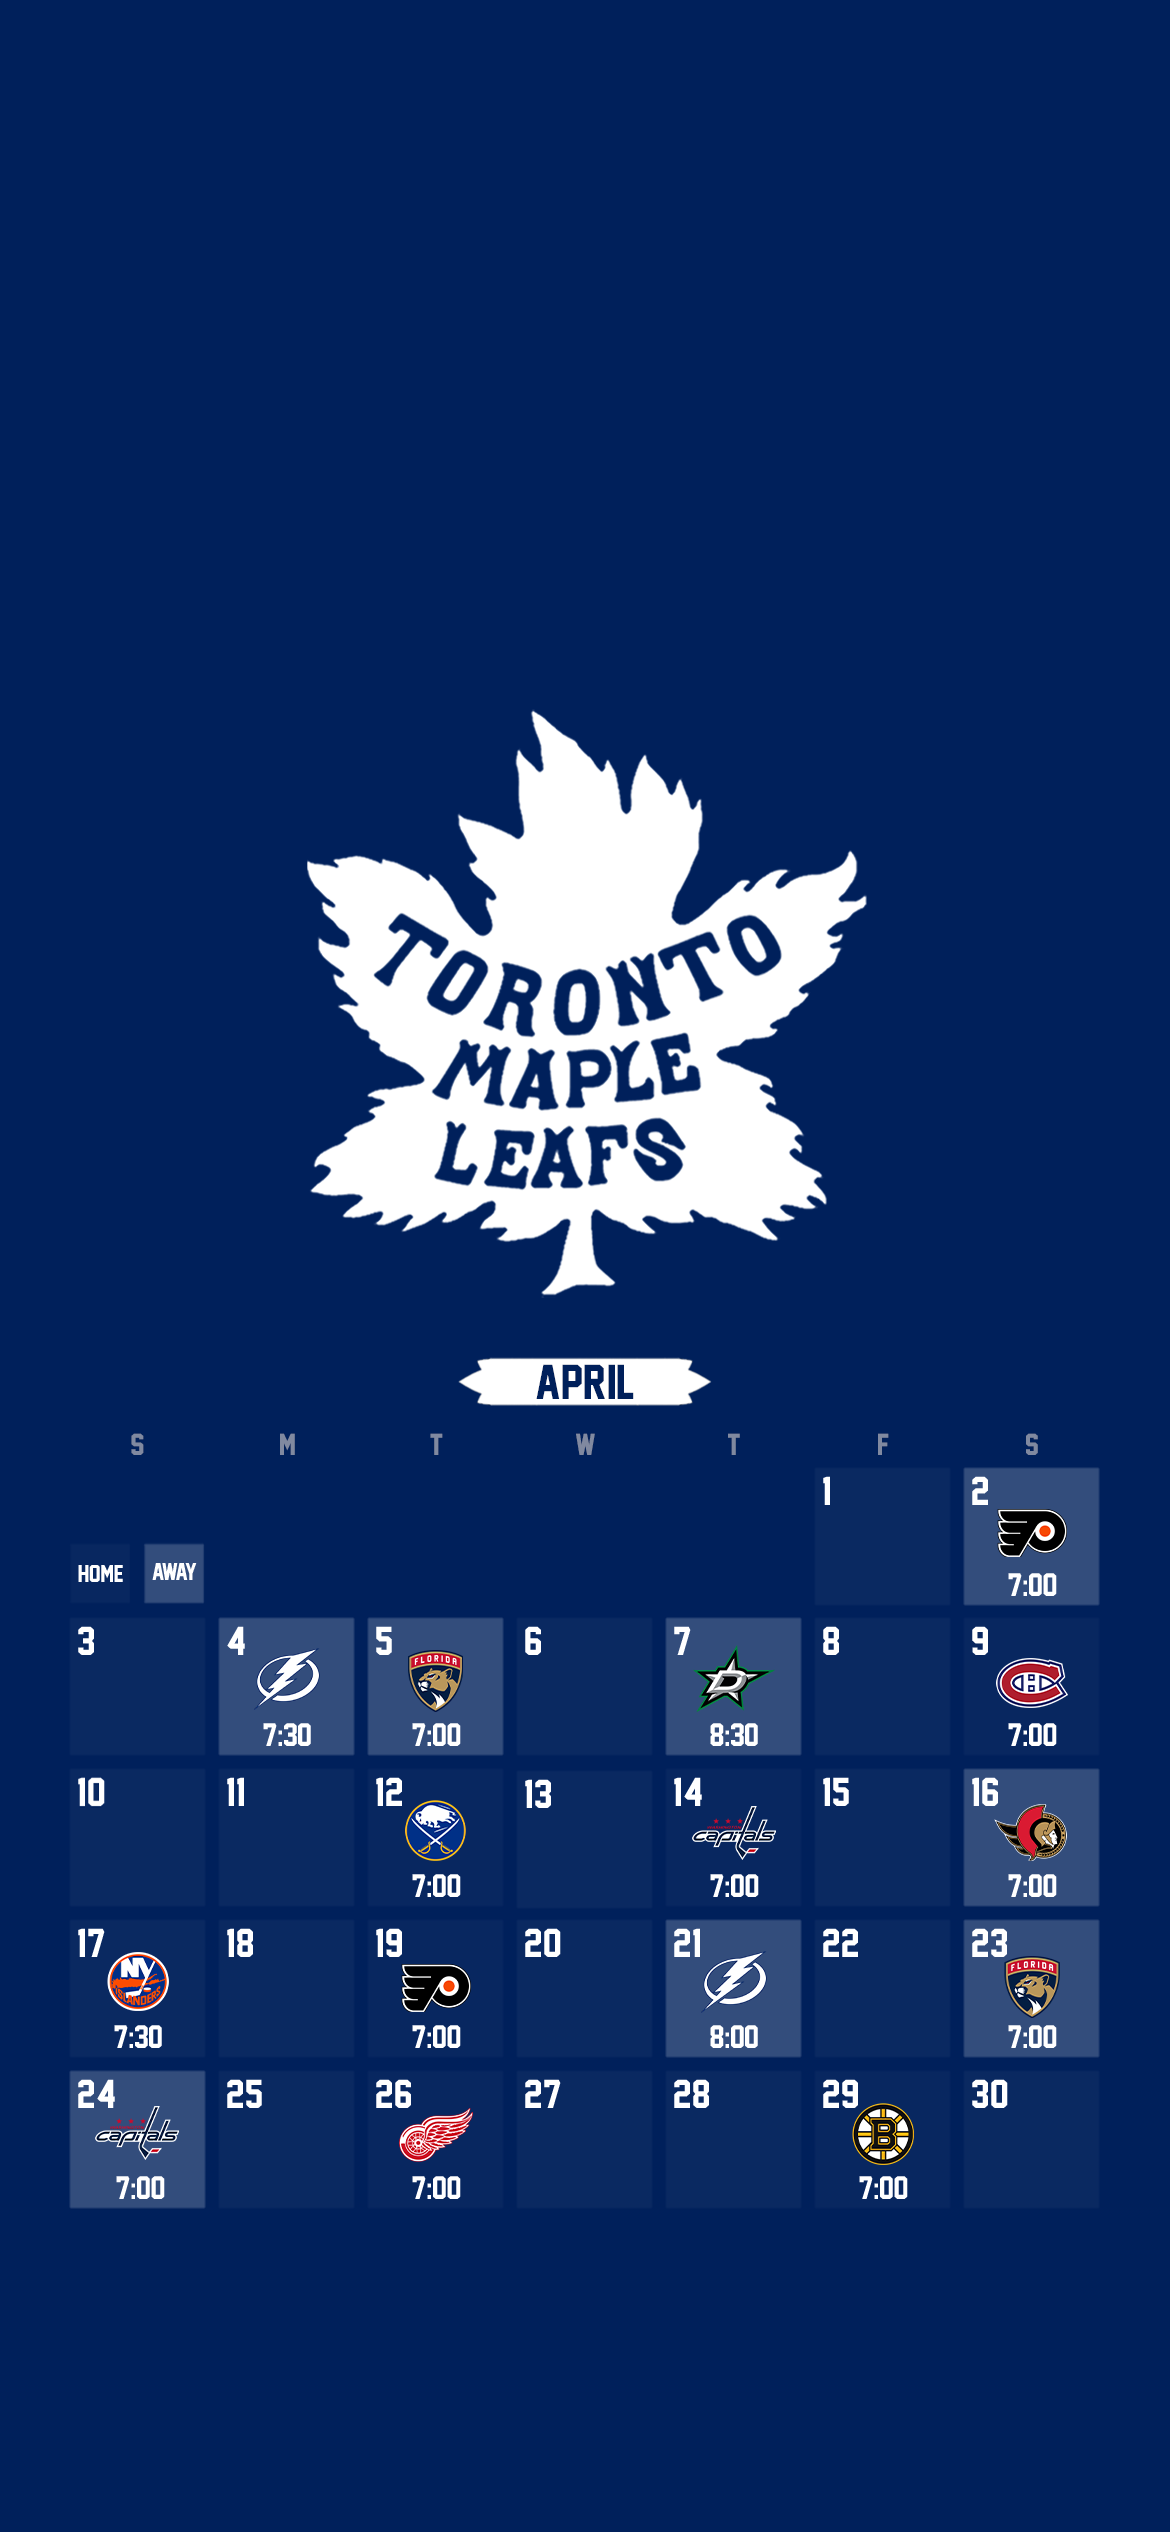 TORONTO
MAPLE
LEAFS
APRIL
S M T W T F S
HOME AWAY
1 2
7:00
3 4 5 6 7 8 9
FLORIDA
7:30 7:00 8:30 7:00
10 11 12 13 14 15 16
capitals
7:00 7:00 7:00
17 18 19 20 21 22 23
NY
ISLANDERS
FLORIDA
7:30 7:00 8:00 7:00
24 25 26 27 28 29 30
capitals
B
7:00 7:00 7:00